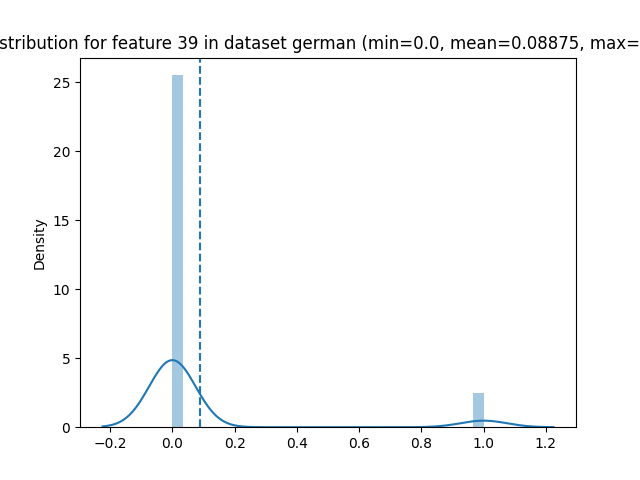 stribution for feature 39 in dataset german (min=0.0, mean=0.08875, max=
25
20
15
10
5
0
Density
−0.2 0.0 0.2 0.4 0.6 0.8 1.0 1.2